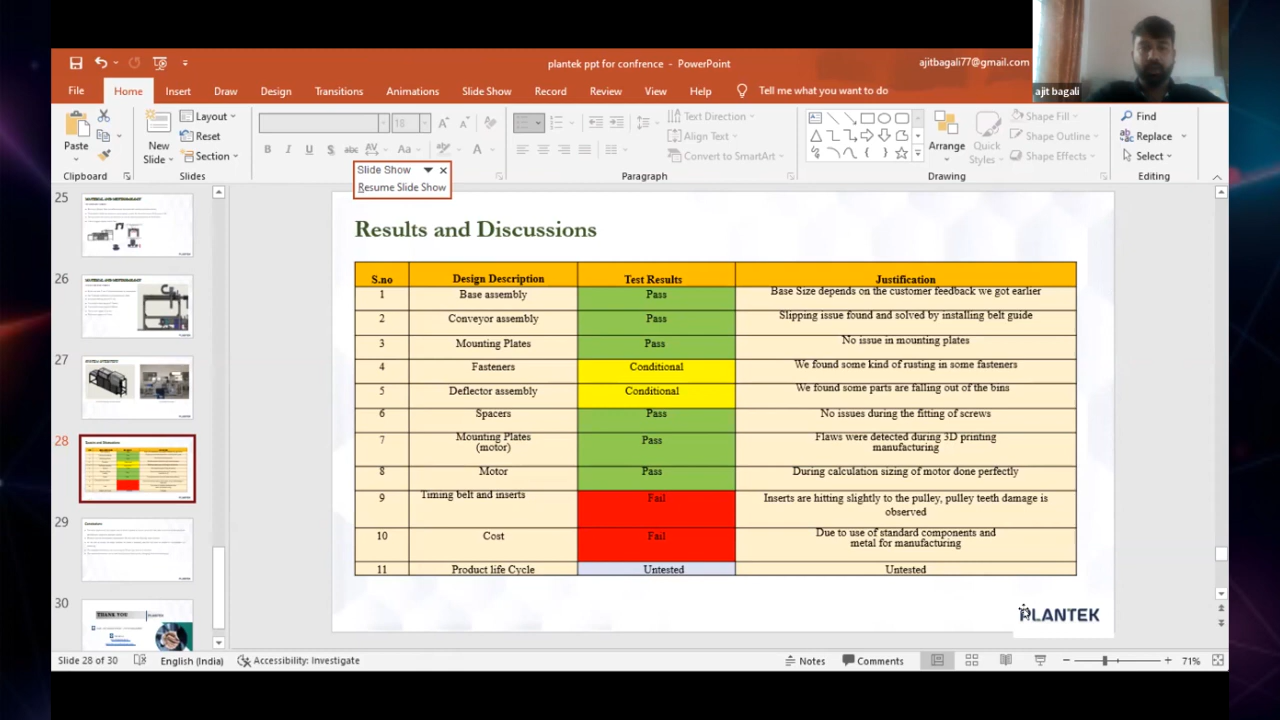 ajit bagali
plantek ppt for confrence - PowerPoint
ajitbagali77@gmail.com
File Home Insert Draw Design Transitions Animations Slide Show Record Review View Help Tell me what you want to do
Paste
Clipboard
New Slide
Layout
Reset
Section
Slides
18
Paragraph
Text Direction
Align Text
Convert to SmartArt
Arrange
Quick Styles
Shape Fill
Shape Outline
Shape Effects
Drawing
Find
Replace
Select
Editing
Slide Show
Resume Slide Show
25
26
27
28
29
30
THANK YOU
Results and Discussions
S.no Design Description Test Results Justification
1 Base assembly Pass Base Size depends on the customer feedback we got earlier
2 Conveyor assembly Pass Slipping issue found and solved by installing belt guide
3 Mounting Plates Pass No issue in mounting plates
4 Fasteners Conditional We found some kind of rusting in some fasteners
5 Deflector assembly Conditional We found some parts are falling out of the bins
6 Spacers Pass No issues during the fitting of screws
7 Mounting Plates (motor) Pass Flaws were detected during 3D printing manufacturing
8 Motor Pass During calculation sizing of motor done perfectly
9 Timing belt and inserts Fail Inserts are hitting slightly to the pulley, pulley teeth damage is observed
10 Cost Fail Due to use of standard components and metal for manufacturing
11 Product life Cycle Untested Untested
PLANTEK
Slide 28 of 30 English (India) Accessibility: Investigate Notes Comments 71%